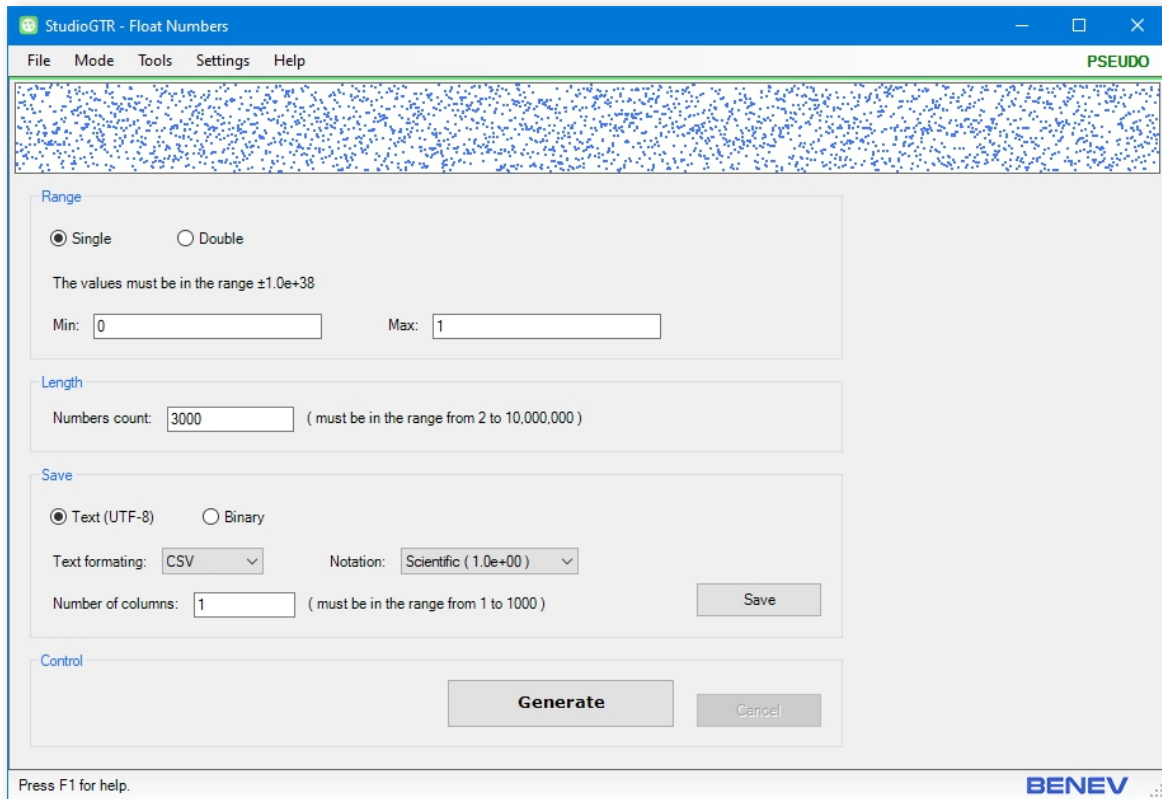 StudioGTR - Float Numbers
File Mode Tools Settings Help PSEUDO
Range
Single Double
The values must be in the range ±1.0e+38
Min: 0 Max: 1
Length
Numbers count: 3000 ( must be in the range from 2 to 10,000,000 )
Save
Text (UTF-8) Binary
Text formating: CSV Notation: Scientific ( 1.0e+00 )
Number of columns: 1 ( must be in the range from 1 to 1000 ) Save
Control
Generate Cancel
Press F1 for help. BENEV